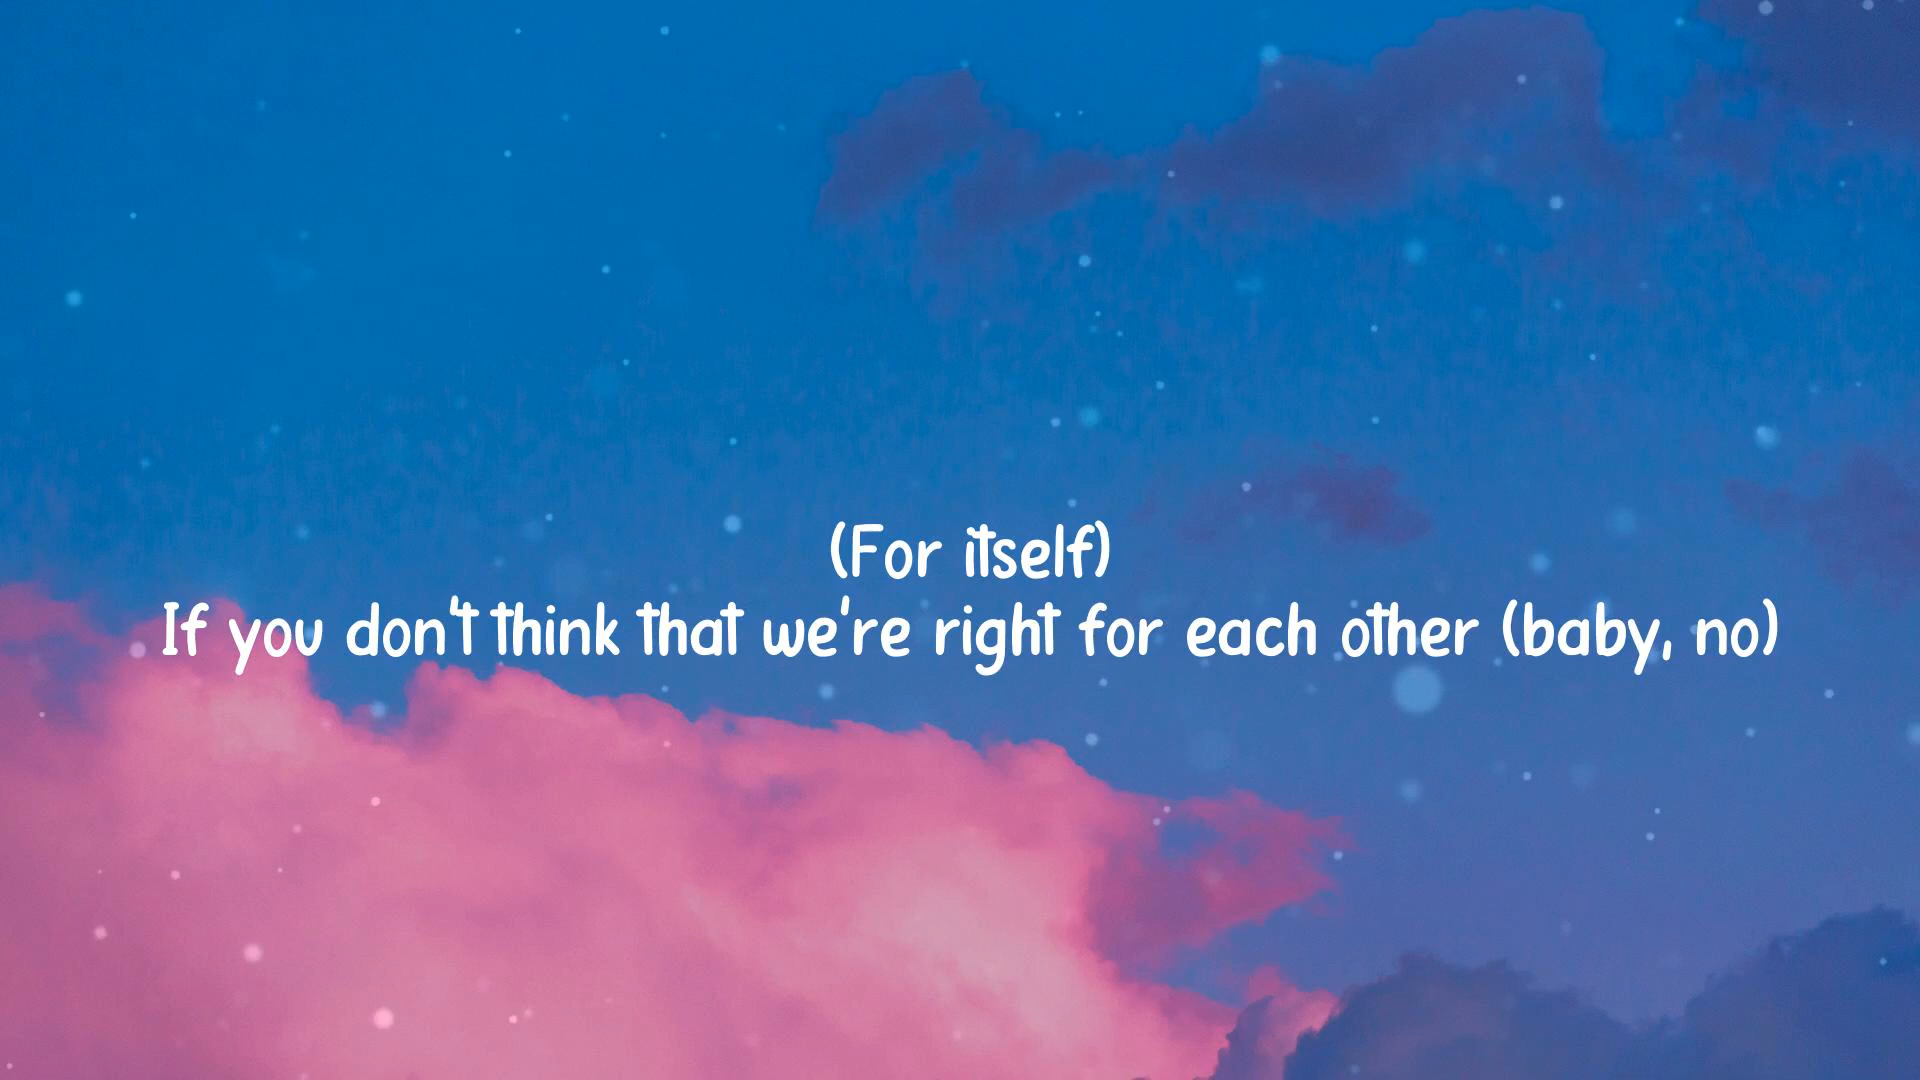 (For itself)
If you don't think that we're right for each other (baby, no)